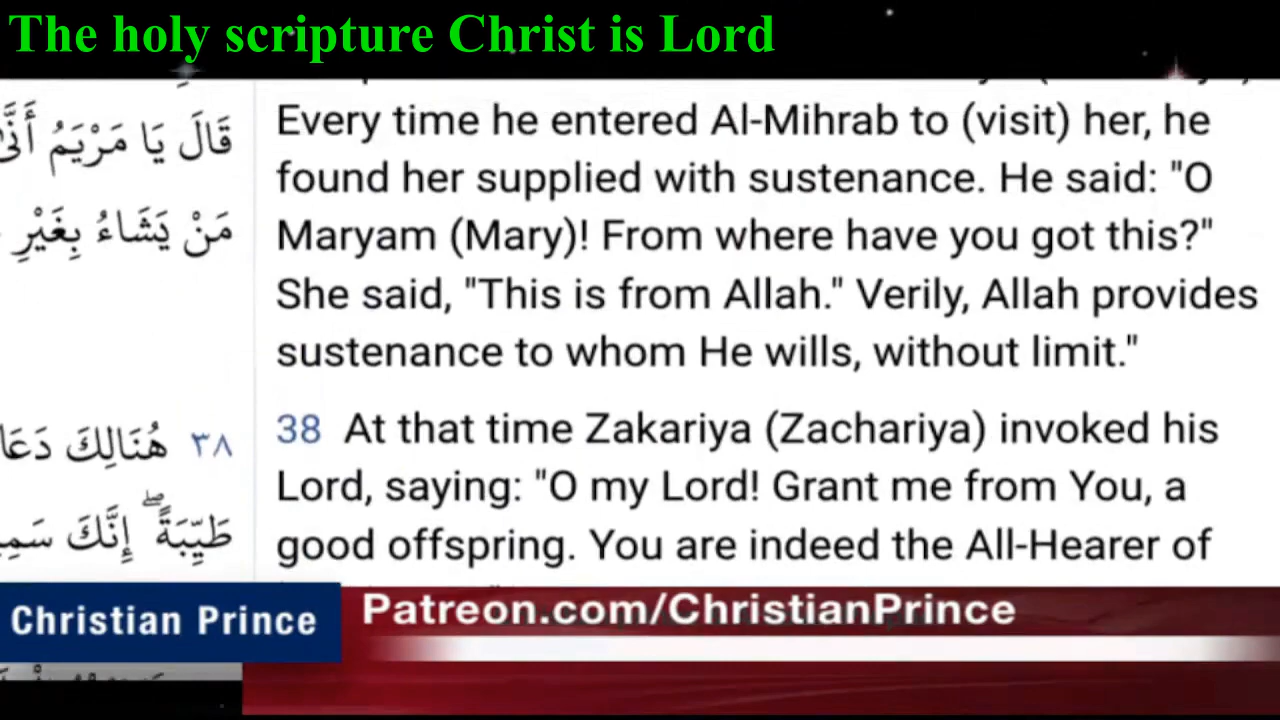 The holy scripture Christ is Lord
Every time he entered Al-Mihrab to (visit) her, he
found her supplied with sustenance. He said: "O
Maryam (Mary)! From where have you got this?"
She said, "This is from Allah." Verily, Allah provides
sustenance to whom He wills, without limit."
38 At that time Zakariya (Zachariya) invoked his
Lord, saying: "O my Lord! Grant me from You, a
good offspring. You are indeed the All-Hearer of
قَالَ يَا مَرْيَمُ
مَنْ يَشَاءُ بِغَيْرِ
٣٨ هُنَالِكَ
طَيِّبَةً ۖ إِنَّكَ
Christian Prince
Patreon.com/ChristianPrince